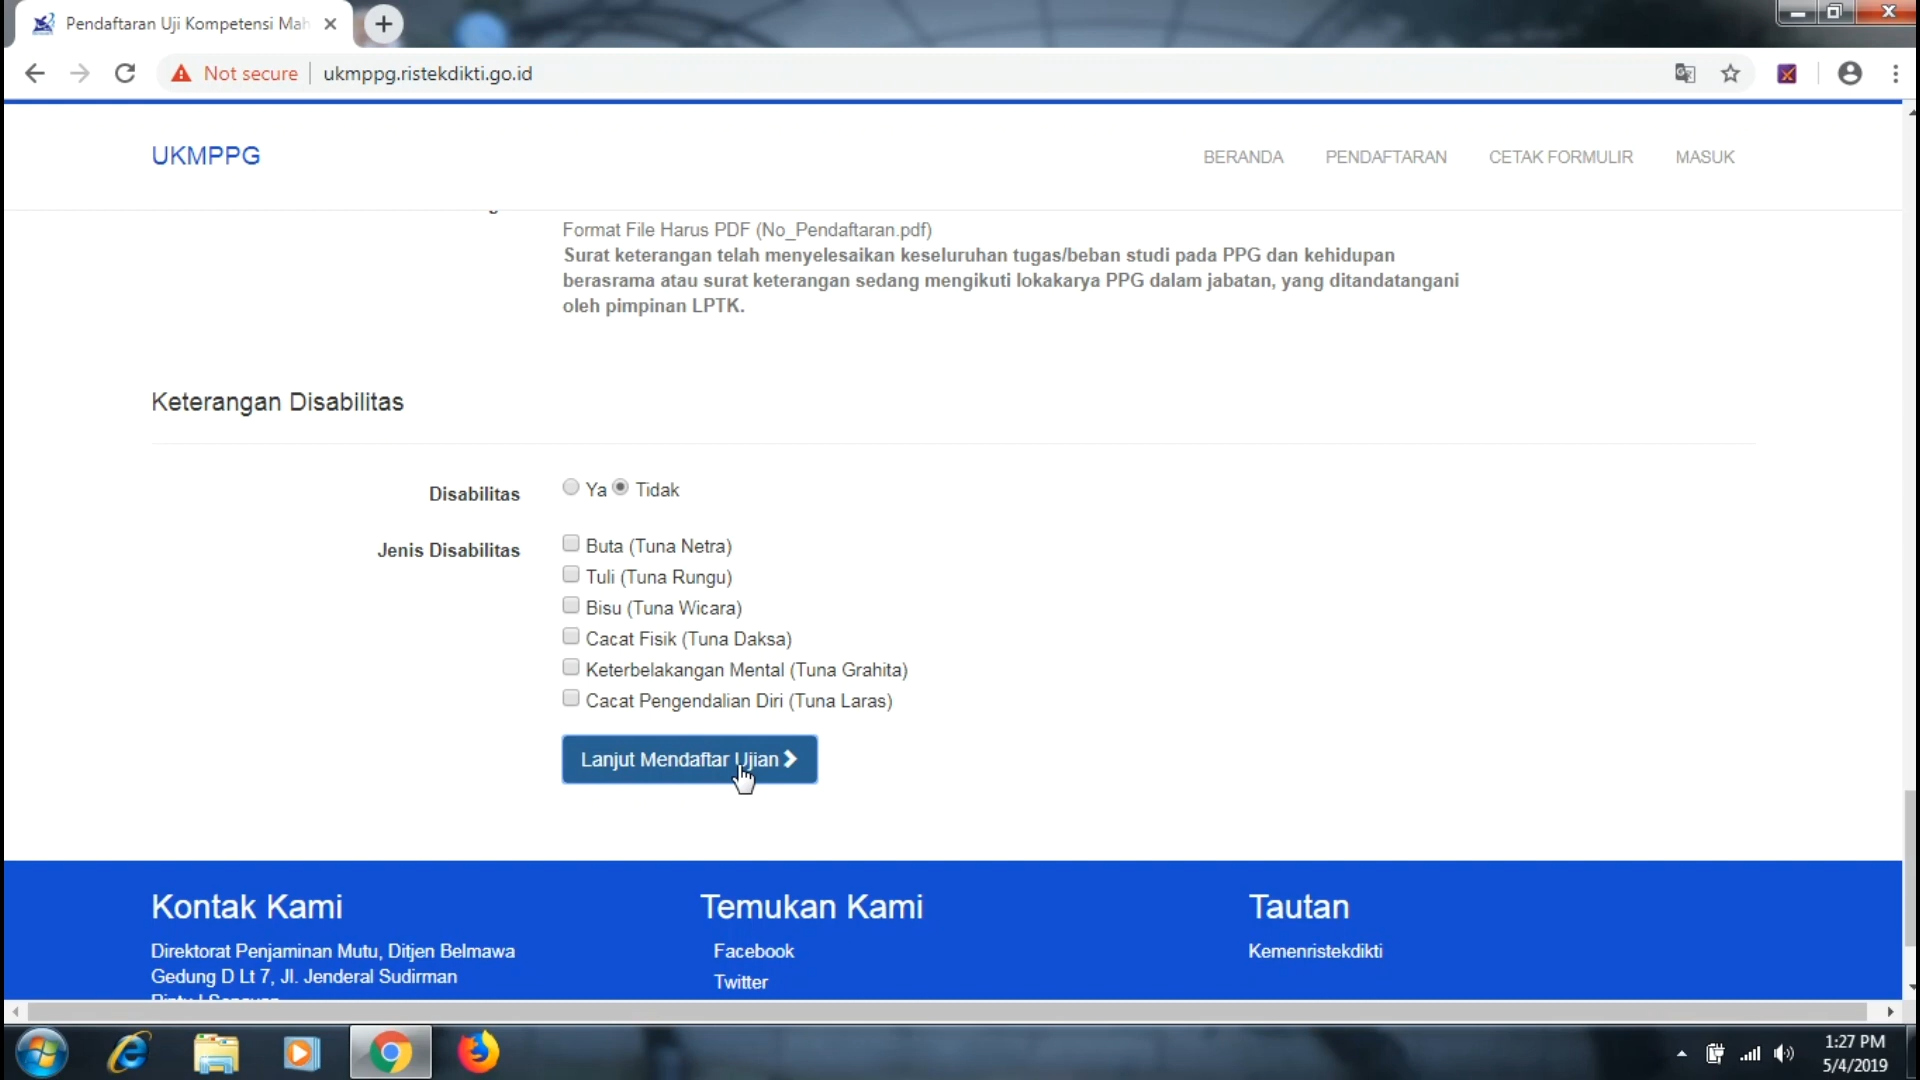 Pendaftaran Uji Kompetensi Mah
Not secure
ukmppg.ristekdikti.go.id
UKMPPG
BERANDA
PENDAFTARAN
CETAK FORMULIR
MASUK
Format File Harus PDF (No_Pendaftaran.pdf)
Surat keterangan telah menyelesaikan keseluruhan tugas/beban studi pada PPG dan kehidupan
berasrama atau surat keterangan sedang mengikuti lokakarya PPG dalam jabatan, yang ditandatangani
oleh pimpinan LPTK.
Keterangan Disabilitas
Disabilitas
Ya
Tidak
Jenis Disabilitas
Buta (Tuna Netra)
Tuli (Tuna Rungu)
Bisu (Tuna Wicara)
Cacat Fisik (Tuna Daksa)
Keterbelakangan Mental (Tuna Grahita)
Cacat Pengendalian Diri (Tuna Laras)
Lanjut Mendaftar Ujian
Kontak Kami
Direktorat Penjaminan Mutu, Ditjen Belmawa
Gedung D Lt 7, Jl. Jenderal Sudirman
Temukan Kami
Facebook
Twitter
Tautan
Kemenristekdikti
1:27 PM
5/4/2019